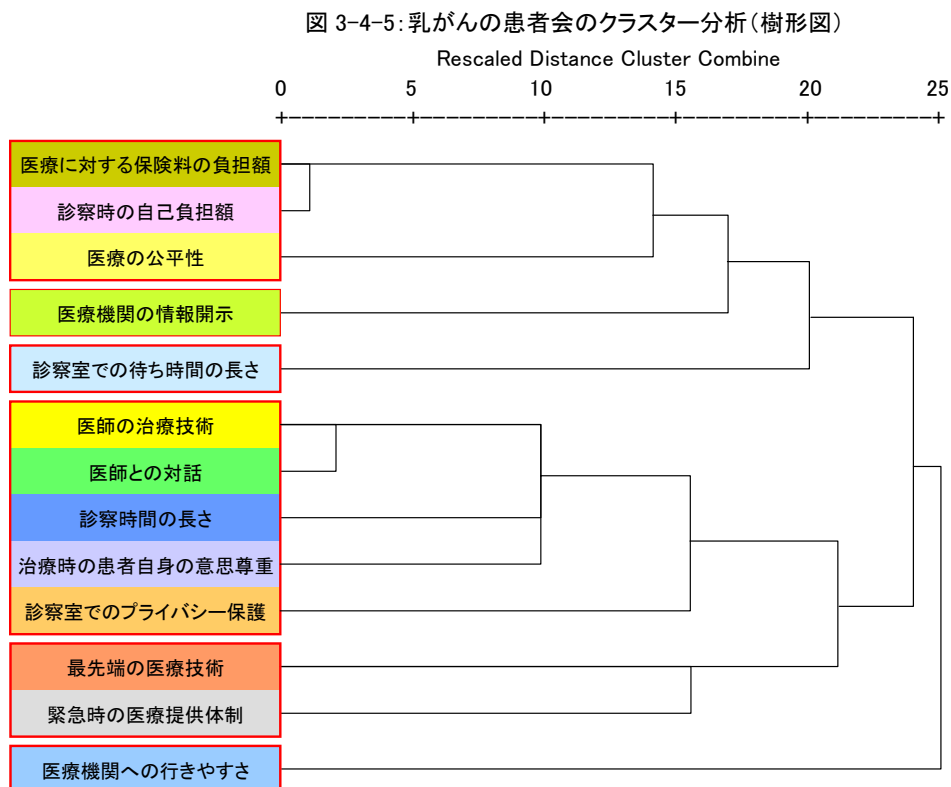 図 3-4-5:乳がんの患者会のクラスター分析(樹形図)
Rescaled Distance Cluster Combine
0 5 10 15 20 25
医療に対する保険料の負担額
診察時の自己負担額
医療の公平性
医療機関の情報開示
診察室での待ち時間の長さ
医師の治療技術
医師との対話
診察時間の長さ
治療時の患者自身の意思尊重
診察室でのプライバシー保護
最先端の医療技術
緊急時の医療提供体制
医療機関への行きやすさ